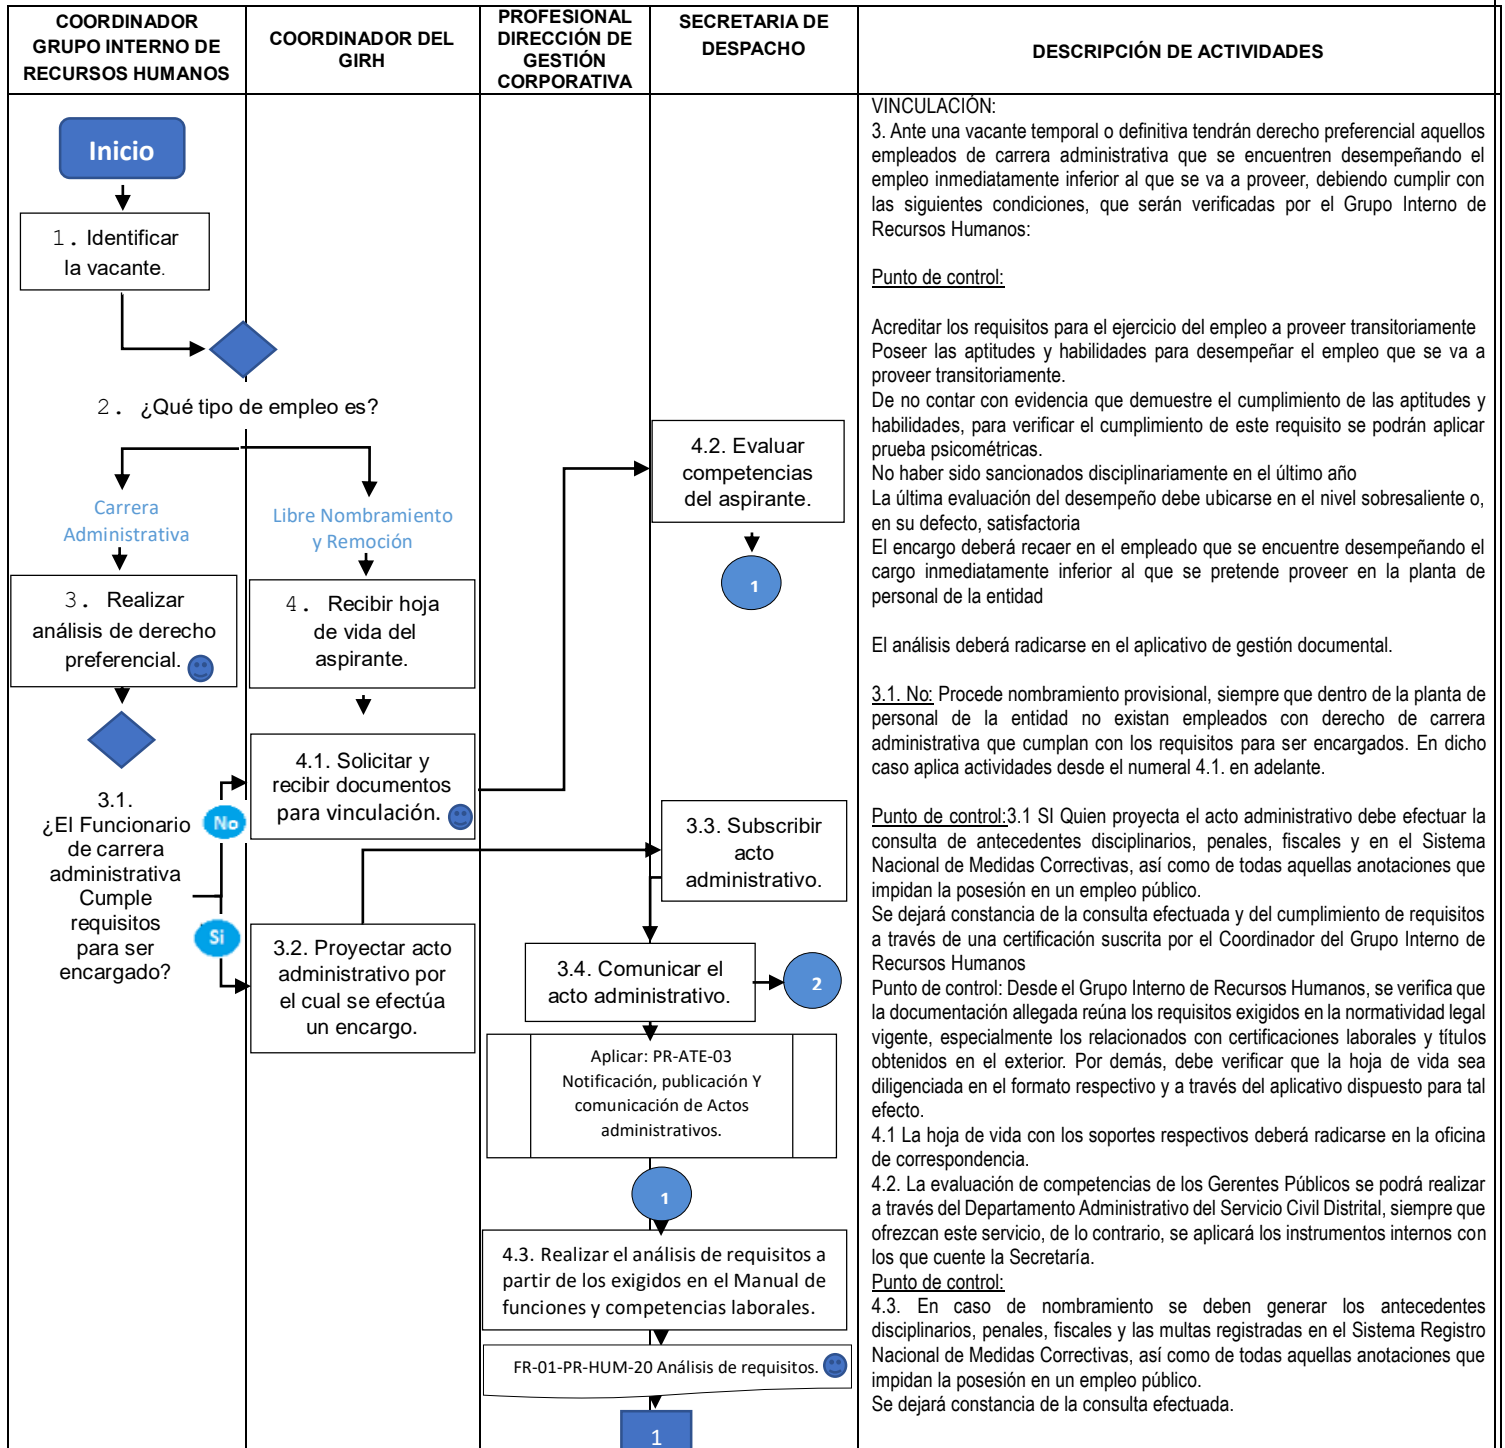 COORDINADOR
GRUPO INTERNO DE
RECURSOS HUMANOS
COORDINADOR DEL
GIRH
PROFESIONAL
DIRECCIÓN DE
GESTIÓN
CORPORATIVA
SECRETARIA DE
DESPACHO
DESCRIPCIÓN DE ACTIVIDADES
Inicio
1. Identificar
la vacante.
2. ¿Qué tipo de empleo es?
Carrera
Administrativa
Libre Nombramiento
y Remoción
3. Realizar
análisis de derecho
preferencial.
4. Recibir hoja
de vida del
aspirante.
3.1.
¿El Funcionario
de carrera
administrativa
Cumple
requisitos
para ser
encargado?
No
Si
4.1. Solicitar y
recibir documentos
para vinculación.
3.2. Proyectar acto
administrativo por
el cual se efectúa
un encargo.
4.2. Evaluar
competencias
del aspirante.
1
3.3. Subscribir
acto
administrativo.
3.4. Comunicar el
acto administrativo.
2
Aplicar: PR-ATE-03
Notificación, publicación Y
comunicación de Actos
administrativos.
1
4.3. Realizar el análisis de requisitos a
partir de los exigidos en el Manual de
funciones y competencias laborales.
FR-01-PR-HUM-20 Análisis de requisitos.
1
VINCULACIÓN:
3. Ante una vacante temporal o definitiva tendrán derecho preferencial aquellos
empleados de carrera administrativa que se encuentren desempeñando el
empleo inmediatamente inferior al que se va a proveer, debiendo cumplir con
las siguientes condiciones, que serán verificadas por el Grupo Interno de
Recursos Humanos:
Punto de control:
Acreditar los requisitos para el ejercicio del empleo a proveer transitoriamente
Poseer las aptitudes y habilidades para desempeñar el empleo que se va a
proveer transitoriamente.
De no contar con evidencia que demuestre el cumplimiento de las aptitudes y
habilidades, para verificar el cumplimiento de este requisito se podrán aplicar
prueba psicométricas.
No haber sido sancionados disciplinariamente en el último año
La última evaluación del desempeño debe ubicarse en el nivel sobresaliente o,
en su defecto, satisfactoria
El encargo deberá recaer en el empleado que se encuentre desempeñando el
cargo inmediatamente inferior al que se pretende proveer en la planta de
personal de la entidad
El análisis deberá radicarse en el aplicativo de gestión documental.
3.1. No: Procede nombramiento provisional, siempre que dentro de la planta de
personal de la entidad no existan empleados con derecho de carrera
administrativa que cumplan con los requisitos para ser encargados. En dicho
caso aplica actividades desde el numeral 4.1. en adelante.
Punto de control:3.1 SI Quien proyecta el acto administrativo debe efectuar la
consulta de antecedentes disciplinarios, penales, fiscales y en el Sistema
Nacional de Medidas Correctivas, así como de todas aquellas anotaciones que
impidan la posesión en un empleo público.
Se dejará constancia de la consulta efectuada y del cumplimiento de requisitos
a través de una certificación suscrita por el Coordinador del Grupo Interno de
Recursos Humanos
Punto de control: Desde el Grupo Interno de Recursos Humanos, se verifica que
la documentación allegada reúna los requisitos exigidos en la normatividad legal
vigente, especialmente los relacionados con certificaciones laborales y títulos
obtenidos en el exterior. Por demás, debe verificar que la hoja de vida sea
diligenciada en el formato respectivo y a través del aplicativo dispuesto para tal
efecto.
4.1 La hoja de vida con los soportes respectivos deberá radicarse en la oficina
de correspondencia.
4.2. La evaluación de competencias de los Gerentes Públicos se podrá realizar
a través del Departamento Administrativo del Servicio Civil Distrital, siempre que
ofrezcan este servicio, de lo contrario, se aplicará los instrumentos internos con
los que cuente la Secretaría.
Punto de control:
4.3. En caso de nombramiento se deben generar los antecedentes
disciplinarios, penales, fiscales y las multas registradas en el Sistema Registro
Nacional de Medidas Correctivas, así como de todas aquellas anotaciones que
impidan la posesión en un empleo público.
Se dejará constancia de la consulta efectuada.